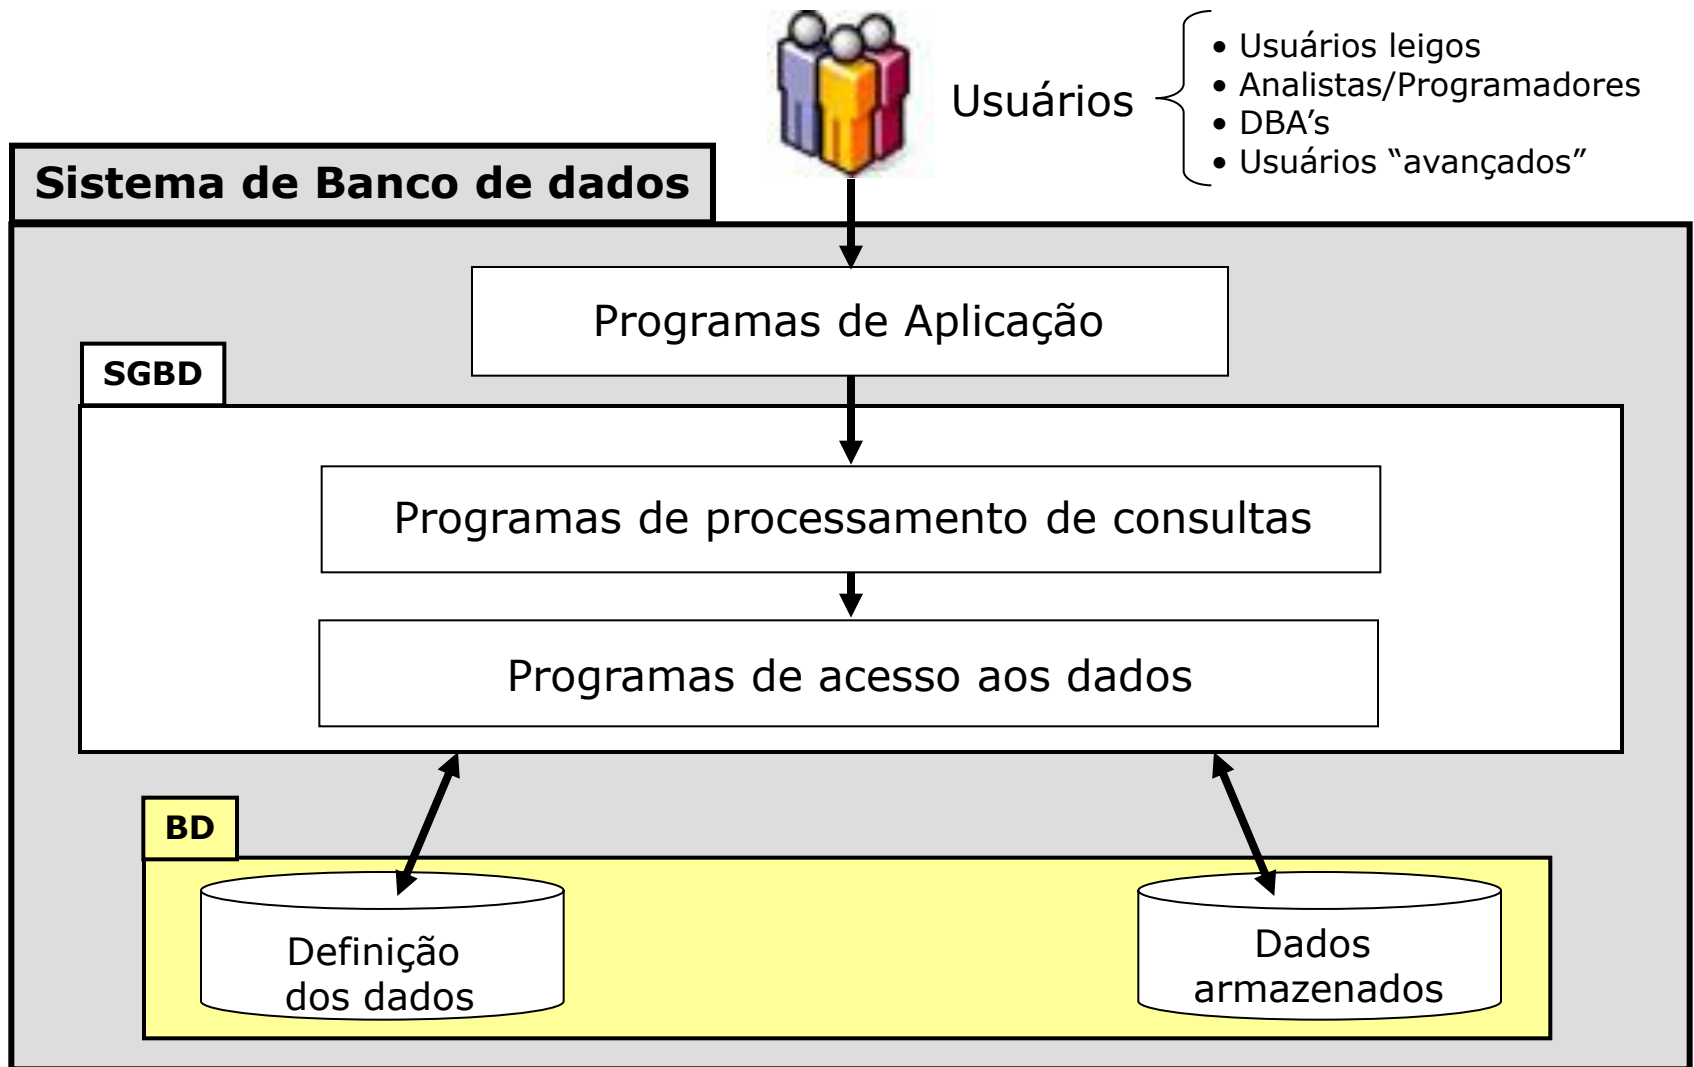 Usuários
• Usuários leigos
• Analistas/Programadores
• DBA’s
• Usuários “avançados”
Sistema de Banco de dados
Programas de Aplicação
SGBD
Programas de processamento de consultas
Programas de acesso aos dados
BD
Definição
dos dados
Dados
armazenados